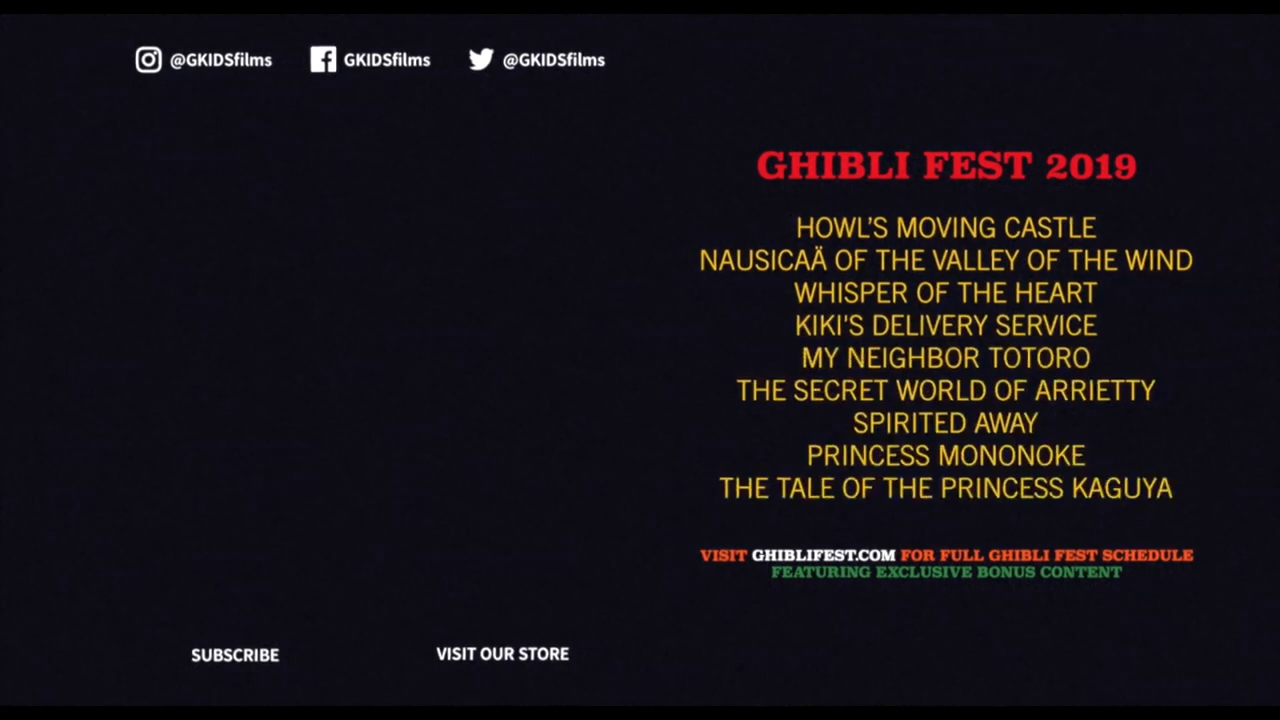 @GKIDSfilms GKIDSfilms @GKIDSfilms
GHIBLI FEST 2019
HOWL'S MOVING CASTLE
NAUSICAÄ OF THE VALLEY OF THE WIND
WHISPER OF THE HEART
KIKI'S DELIVERY SERVICE
MY NEIGHBOR TOTORO
THE SECRET WORLD OF ARRIETTY
SPIRITED AWAY
PRINCESS MONONOKE
THE TALE OF THE PRINCESS KAGUYA
VISIT GHIBLIFEST.COM FOR FULL GHIBLI FEST SCHEDULE
FEATURING EXCLUSIVE BONUS CONTENT
SUBSCRIBE VISIT OUR STORE